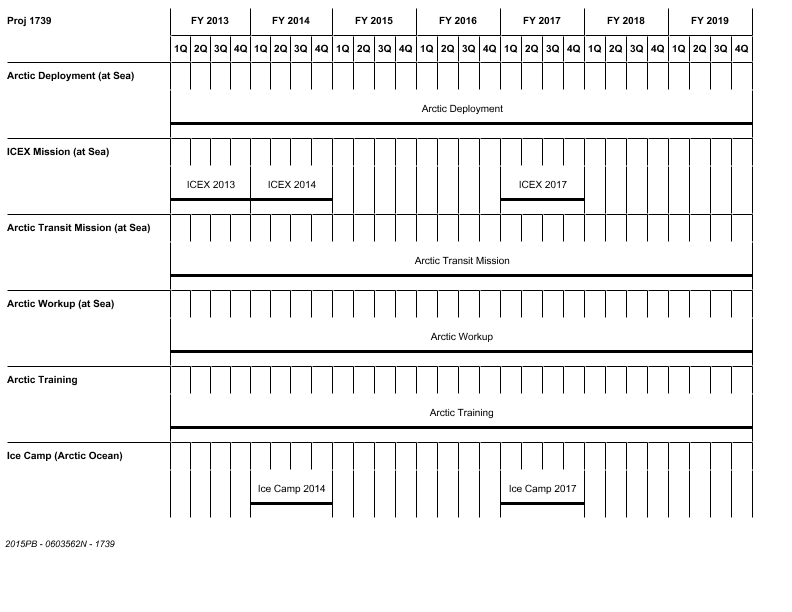 Proj 1739 FY 2013 FY 2014 FY 2015 FY 2016 FY 2017 FY 2018 FY 2019
1Q 2Q 3Q 4Q 1Q 2Q 3Q 4Q 1Q 2Q 3Q 4Q 1Q 2Q 3Q 4Q 1Q 2Q 3Q 4Q 1Q 2Q 3Q 4Q 1Q 2Q 3Q 4Q
Arctic Deployment (at Sea)
Arctic Deployment
ICEX Mission (at Sea)
ICEX 2013 ICEX 2014 ICEX 2017
Arctic Transit Mission (at Sea)
Arctic Transit Mission
Arctic Workup (at Sea)
Arctic Workup
Arctic Training
Arctic Training
Ice Camp (Arctic Ocean)
Ice Camp 2014 Ice Camp 2017
2015PB - 0603562N - 1739